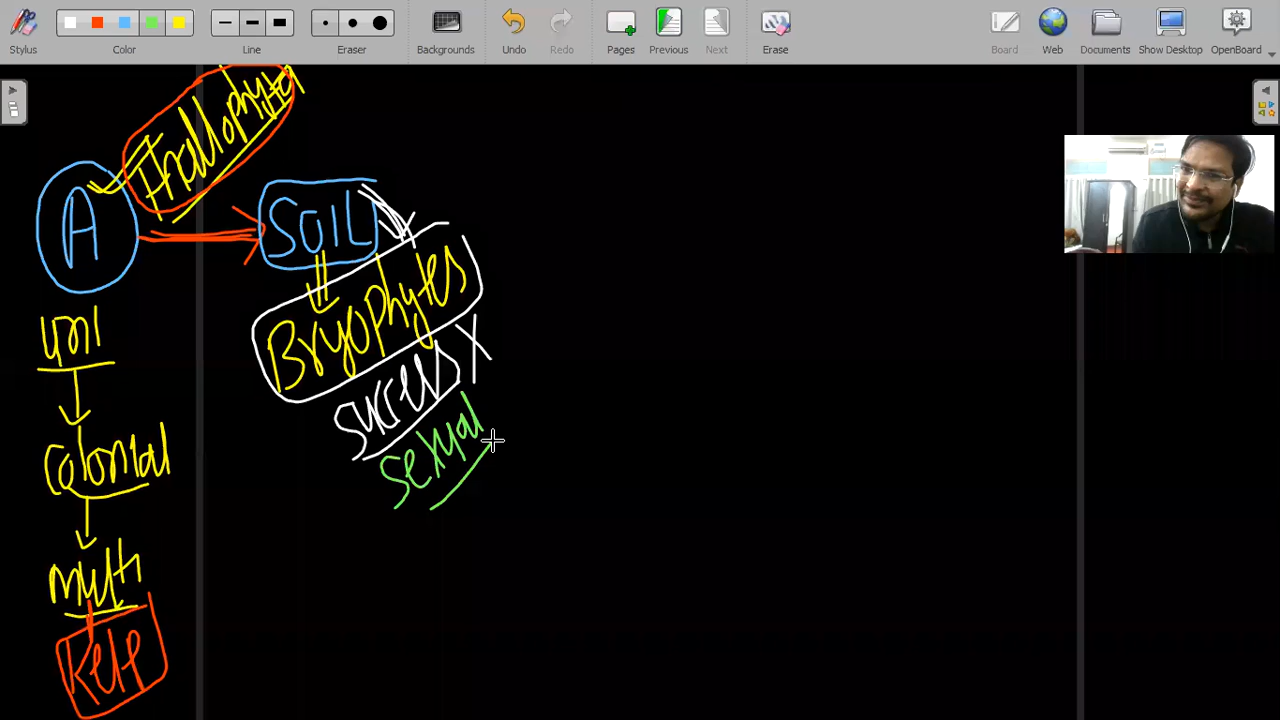 Stylus
Color
Line
Eraser
Backgrounds
Undo
Redo
Pages
Previous
Next
Erase
Board
Web
Documents
Show Desktop
OpenBoard
Thallophyta
A
SOIL
Bryophytes
success X
sexual
uni
colonial
multi
Kelp